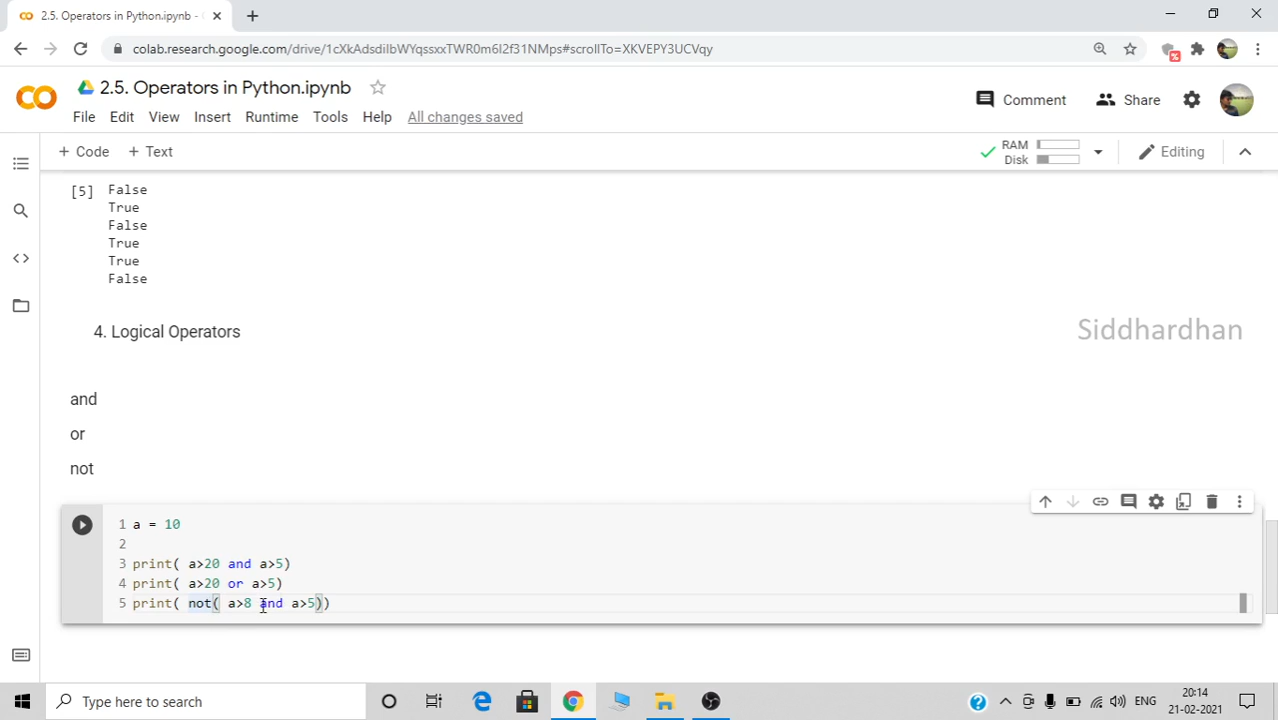 2.5. Operators in Python.ipynb - C
colab.research.google.com/drive/1cXkAdsdiIbWYqssxxTWR0m6I2f31NMps#scrollTo=XKVEPY3UCVqy
2.5. Operators in Python.ipynb
Comment
Share
File Edit View Insert Runtime Tools Help All changes saved
+ Code + Text
RAM
Disk
Editing
[5] False
True
False
True
True
False
4. Logical Operators
Siddhardhan
and
or
not
1 a = 10
2
3 print( a>20 and a>5)
4 print( a>20 or a>5)
5 print( not( a>8 and a>5))
Type here to search
ENG
20:14
21-02-2021